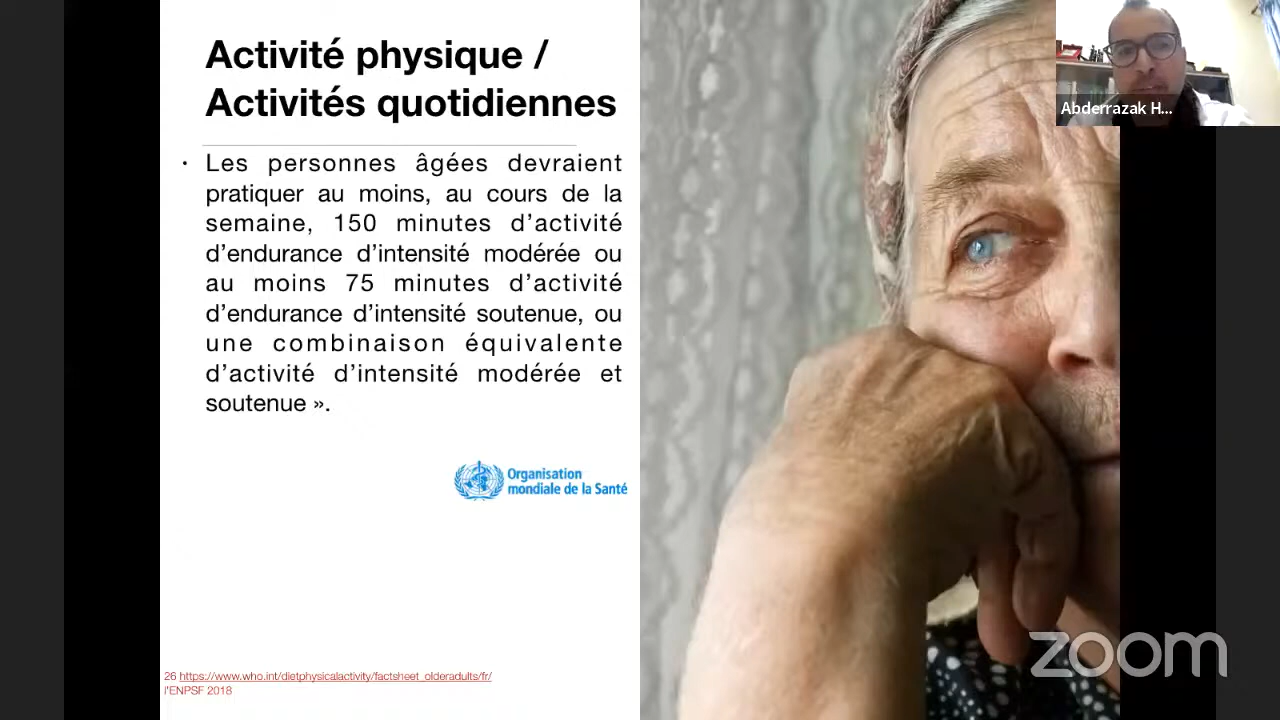 Activité physique /
Activités quotidiennes
• Les personnes âgées devraient
pratiquer au moins, au cours de la
semaine, 150 minutes d’activité
d’endurance d’intensité modérée ou
au moins 75 minutes d’activité
d’endurance d’intensité soutenue, ou
une combinaison équivalente
d’activité d’intensité modérée et
soutenue ».
Organisation
mondiale de la Santé
26 https://www.who.int/dietphysicalactivity/factsheet_olderadults/fr/
l'ENPSF 2018
Abderrazak H...
zoom